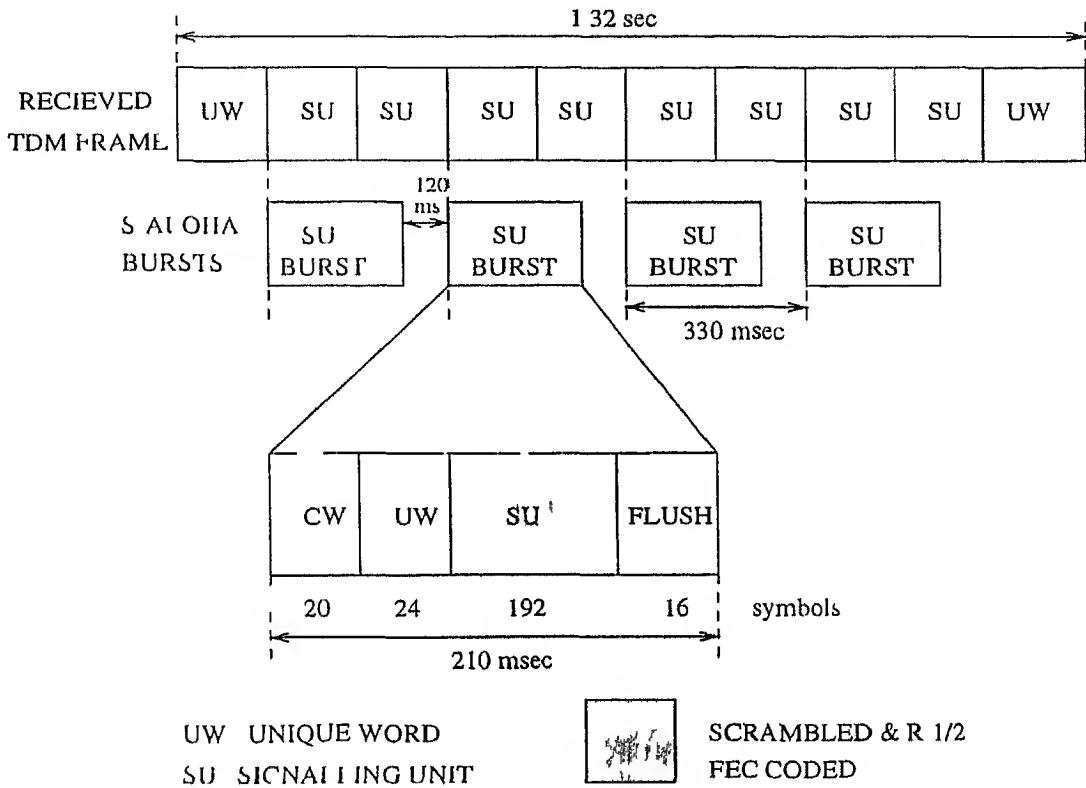 1 32 sec
RECIEVED
TDM FRAME
UW SU SU SU SU SU SU SU SU UW
120
ms
S ALOHA
BURSTS
SU
BURST
SU
BURST
SU
BURST
SU
BURST
330 msec
CW UW SU FLUSH
20 24 192 16 symbols
210 msec
UW UNIQUE WORD
SU SIGNALLING UNIT
SCRAMBLED & R 1/2
FEC CODED